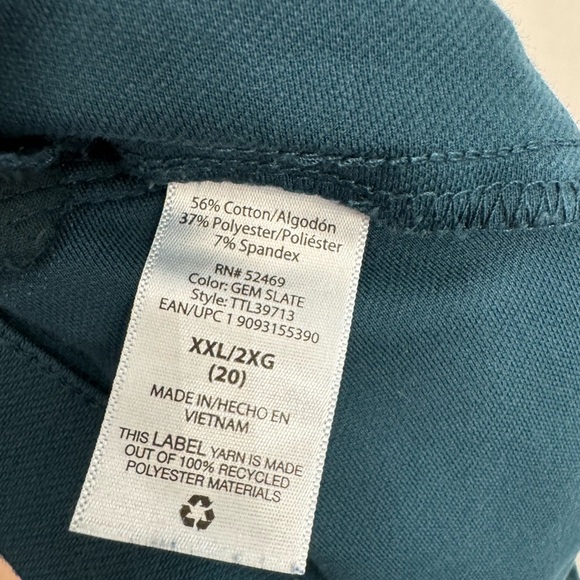 56% Cotton/Algodón
37% Polyester/Poliéster
7% Spandex
RN# 52469
Color: GEM SLATE
Style: TTL39713
EAN/UPC 1 9093155390
XXL/2XG
(20)
MADE IN/HECHO EN
VIETNAM
THIS LABEL YARN IS MADE
OUT OF 100% RECYCLED
POLYESTER MATERIALS